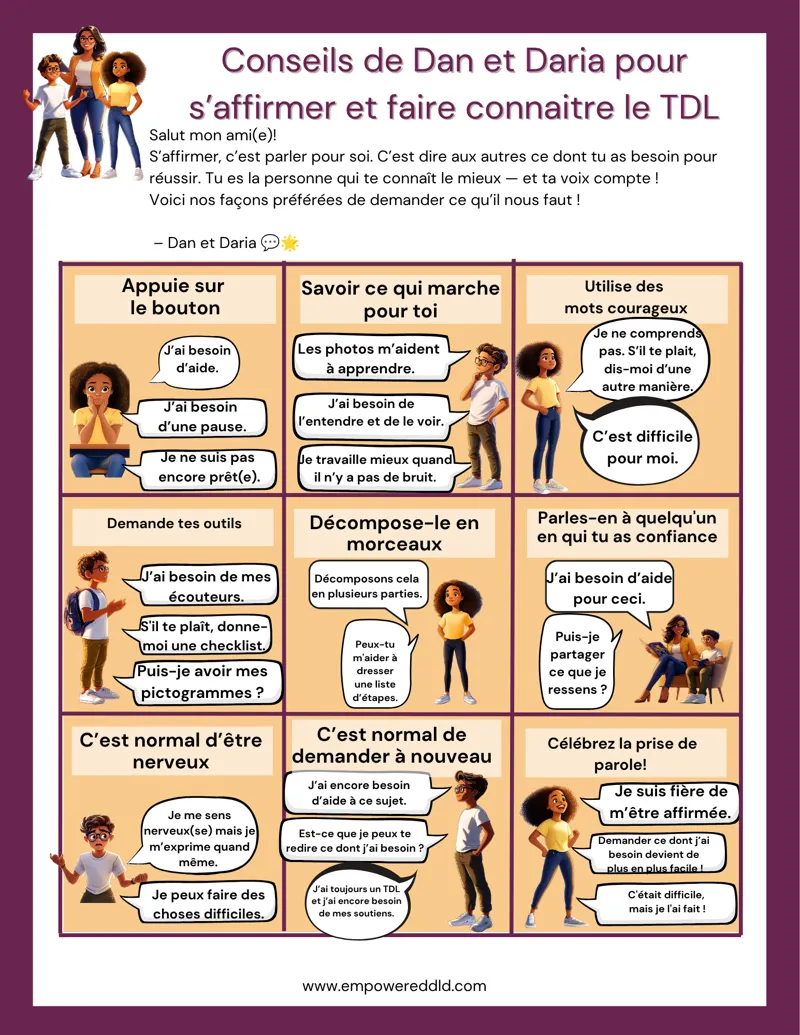 Conseils de Dan et Daria pour
s’affirmer et faire connaitre le TDL
Salut mon ami(e)!
S’affirmer, c’est parler pour soi. C’est dire aux autres ce dont tu as besoin pour
réussir. Tu es la personne qui te connaît le mieux — et ta voix compte !
Voici nos façons préférées de demander ce qu’il nous faut !
– Dan et Daria 💬🌟
Appuie sur
le bouton
J’ai besoin
d’aide.
J’ai besoin
d’une pause.
Je ne suis pas
encore prêt(e).
Savoir ce qui marche
pour toi
Les photos m’aident
à apprendre.
J’ai besoin de
l’entendre et de le voir.
Je travaille mieux quand
il n’y a pas de bruit.
Utilise des
mots courageux
Je ne comprends
pas. S’il te plait,
dis-moi d’une
autre manière.
C’est difficile
pour moi.
Demande tes outils
J’ai besoin de mes
écouteurs.
S'il te plaît, donne-
moi une checklist.
Puis-je avoir mes
pictogrammes ?
Décompose-le en
morceaux
Décomposons cela
en plusieurs parties.
Peux-tu
m'aider à
dresser
une liste
d’étapes.
Parles-en à quelqu'un
en qui tu as confiance
J’ai besoin d’aide
pour ceci.
Puis-je
partager
ce que je
ressens ?
C’est normal d’être
nerveux
Je me sens
nerveux(se) mais je
m’exprime quand
même.
Je peux faire des
choses difficiles.
C’est normal de
demander à nouveau
J’ai encore besoin
d’aide à ce sujet.
Est-ce que je peux te
redire ce dont j’ai besoin ?
J’ai toujours un TDL
et j’ai encore besoin
de mes soutiens.
Célébrez la prise de
parole!
Je suis fière de
m’être affirmée.
Demander ce dont j’ai
besoin devient de
plus en plus facile !
C'était difficile,
mais je l'ai fait !
www.empowereddld.com